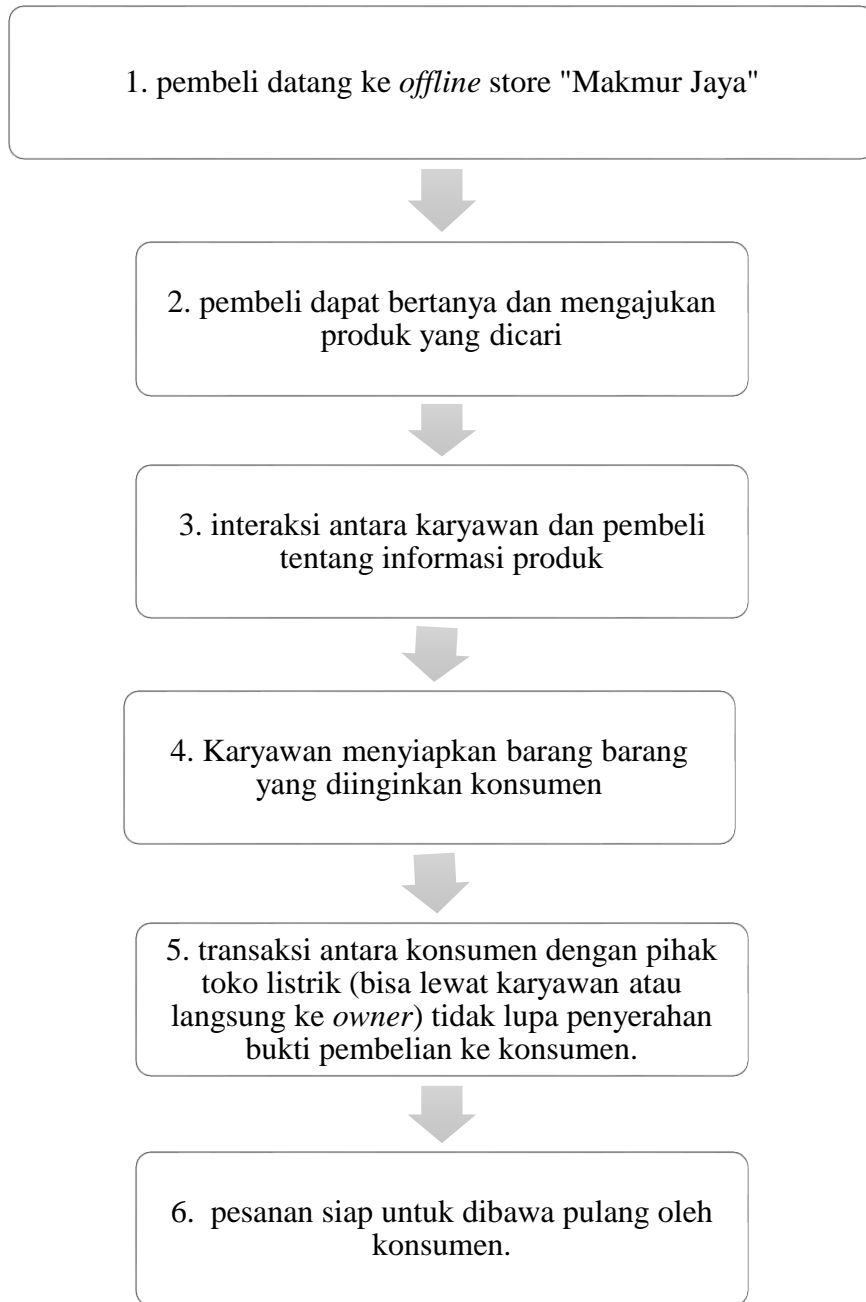 1. pembeli datang ke offline store "Makmur Jaya"
2. pembeli dapat bertanya dan mengajukan
produk yang dicari
3. interaksi antara karyawan dan pembeli
tentang informasi produk
4. Karyawan menyiapkan barang barang
yang diinginkan konsumen
5. transaksi antara konsumen dengan pihak
toko listrik (bisa lewat karyawan atau
langsung ke owner) tidak lupa penyerahan
bukti pembelian ke konsumen.
6. pesanan siap untuk dibawa pulang oleh
konsumen.